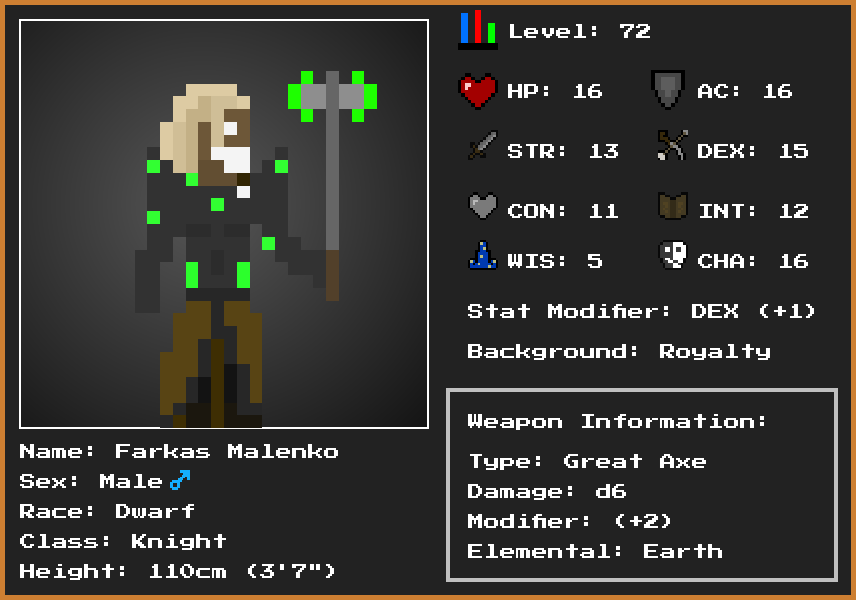 Level: 72
HP: 16
AC: 16
STR: 13
DEX: 15
CON: 11
INT: 12
WIS: 5
CHA: 16
Stat Modifier: DEX (+1)
Background: Royalty
Weapon Information:
Type: Great Axe
Damage: d6
Modifier: (+2)
Elemental: Earth
Name: Farkas Malenko
Sex: Male♂
Race: Dwarf
Class: Knight
Height: 110cm (3'7")